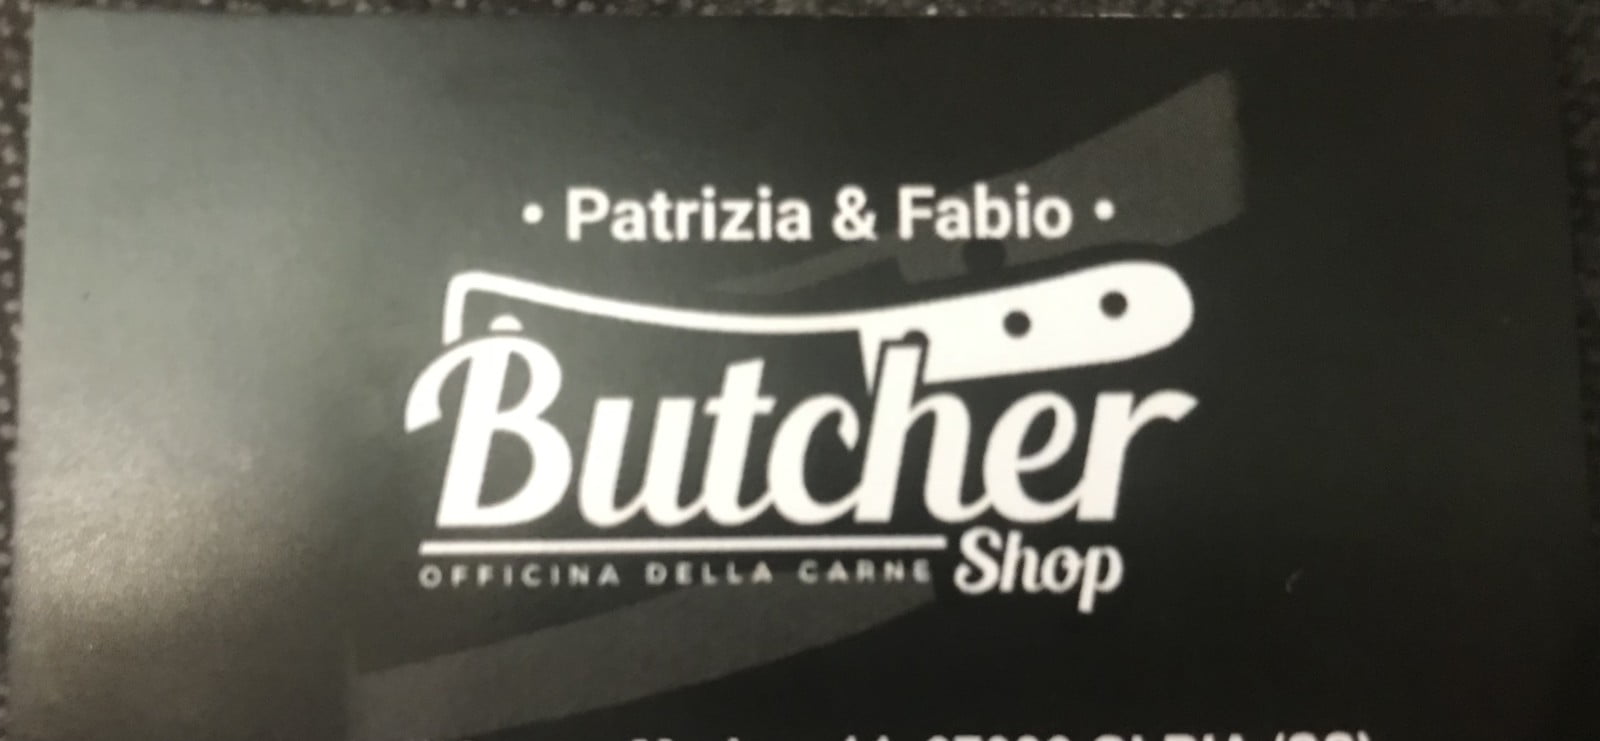 • Patrizia & Fabio •
Butcher
Shop
OFFICINA DELLA CARNE